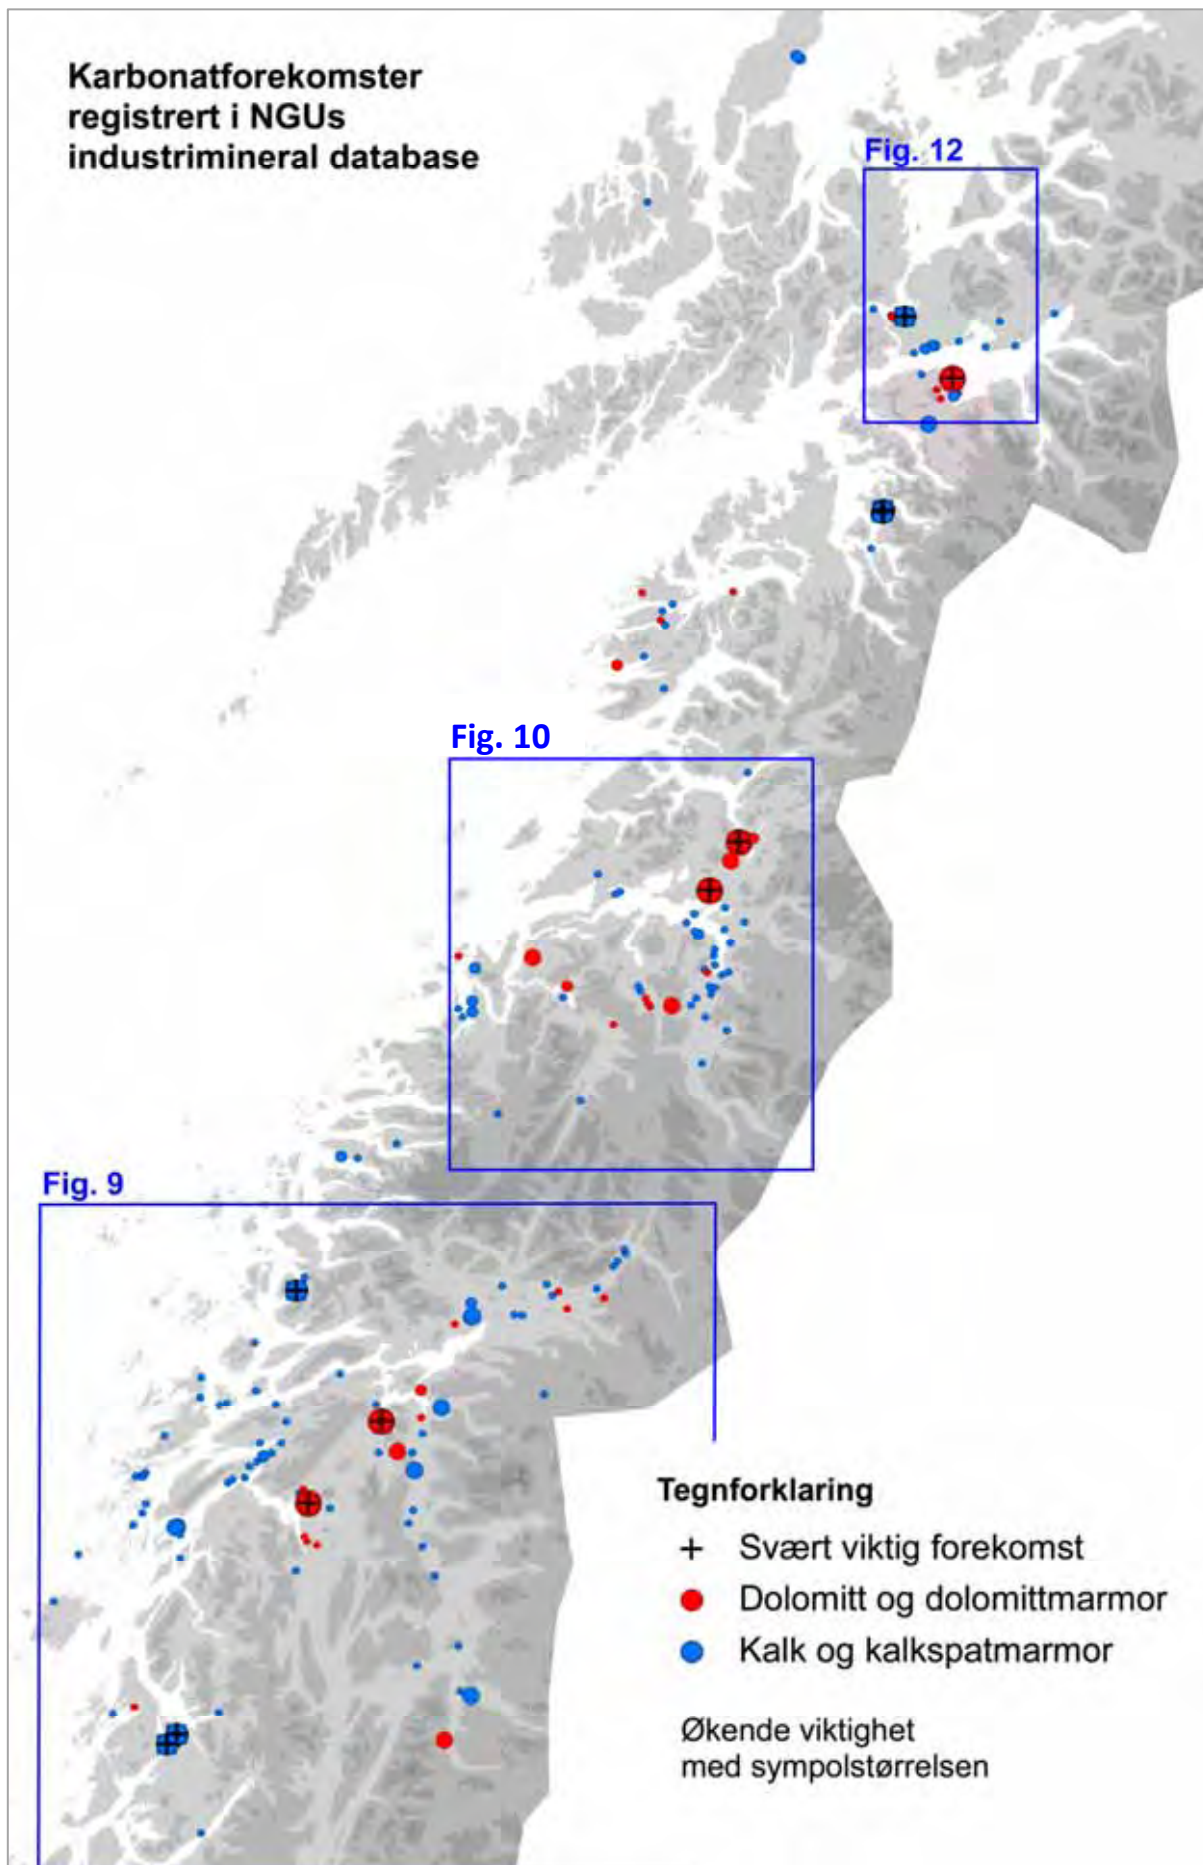 Karbonatforekomster
registrert i NGUs
industrimineral database
Fig. 12
Fig. 10
Fig. 9
Tegnforklaring
Svært viktig forekomst
Dolomitt og dolomittmarmor
Kalk og kalkspatmarmor
Økende viktighet
med sympolstørrelsen